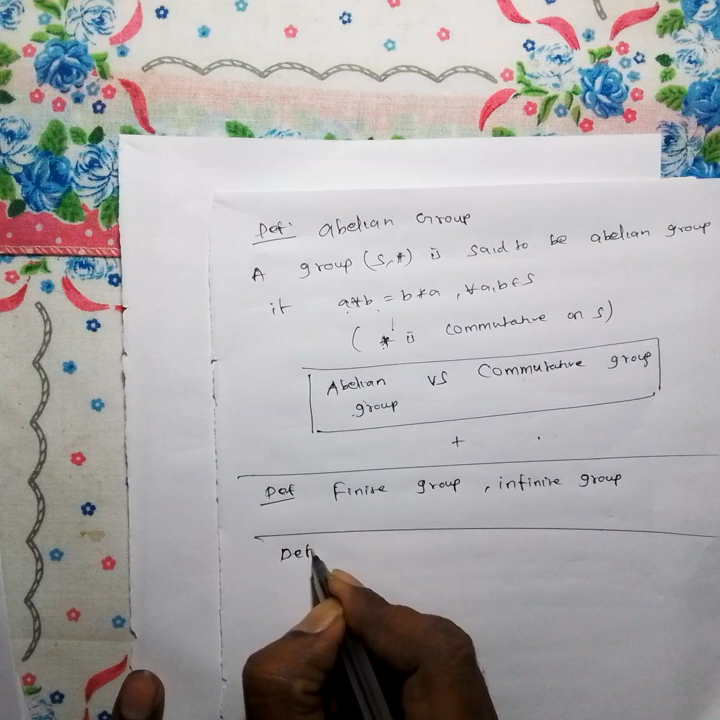 Def: Abelian Group
A group (S,*) is said to be abelian group
if a*b = b*a, ∀a,b∈S
( * is commutative on S)
Abelian vs Commutative group
group
+ .
Def Finite group, infinite group
Def